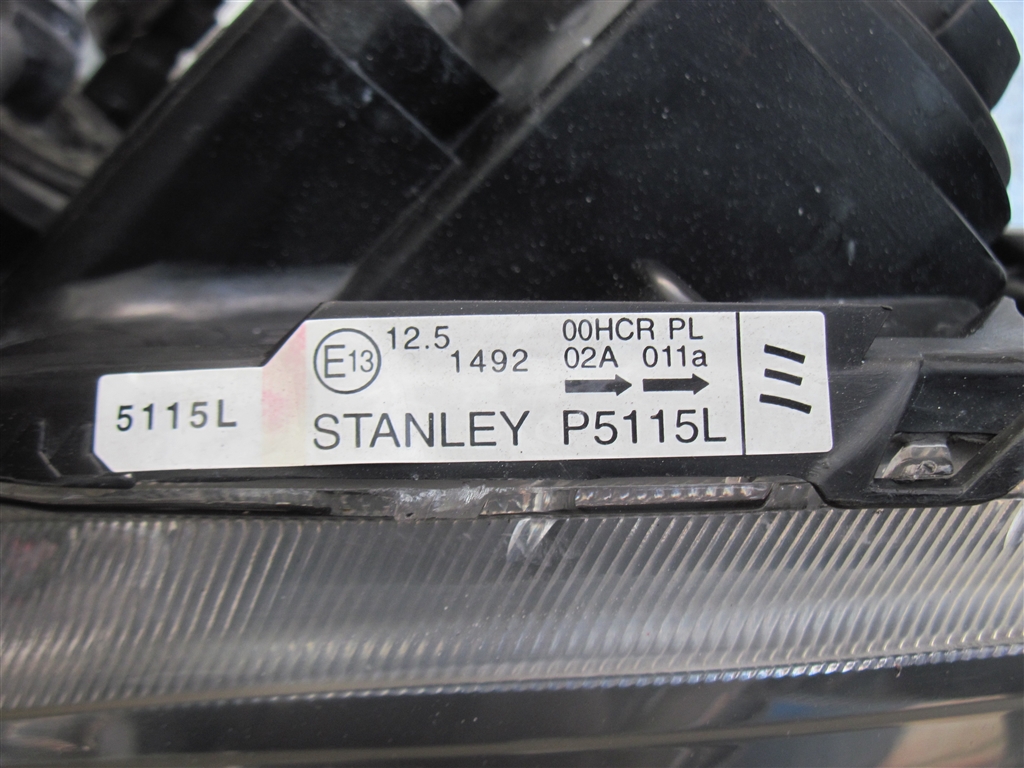 5115L
E13
12.5
1492
00HCR PL
02A 011a
STANLEY P5115L